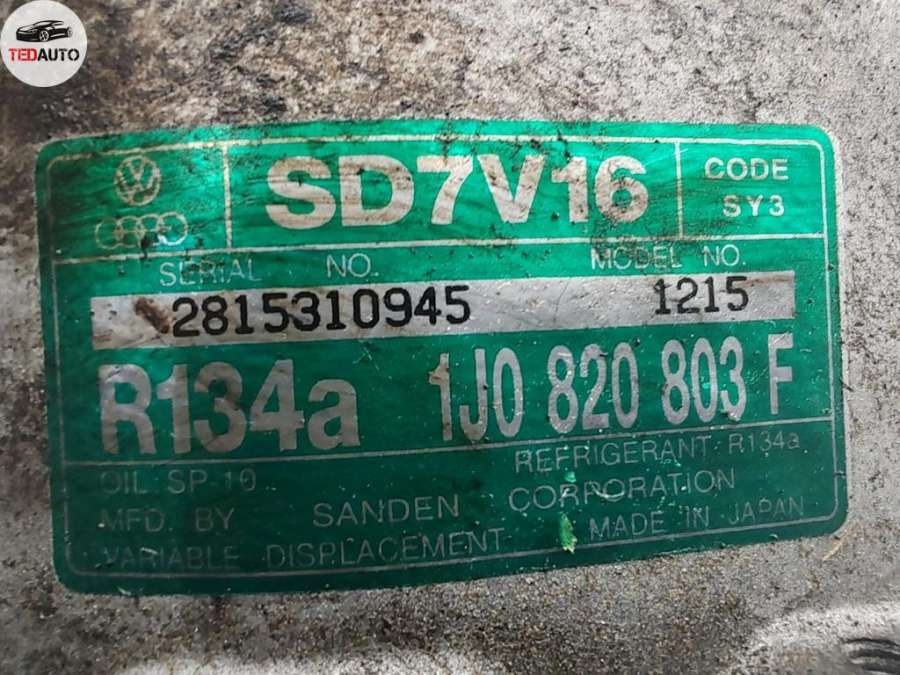 TEDAUTO
SD7V16
CODE
SY3
SERIAL NO.
MODEL NO.
2815310945
1215
R134a 1J0 820 803 F
OIL SP-10
REFRIGERANT R134a
MFD. BY SANDEN CORPORATION
VARIABLE DISPLACEMENT
MADE IN JAPAN